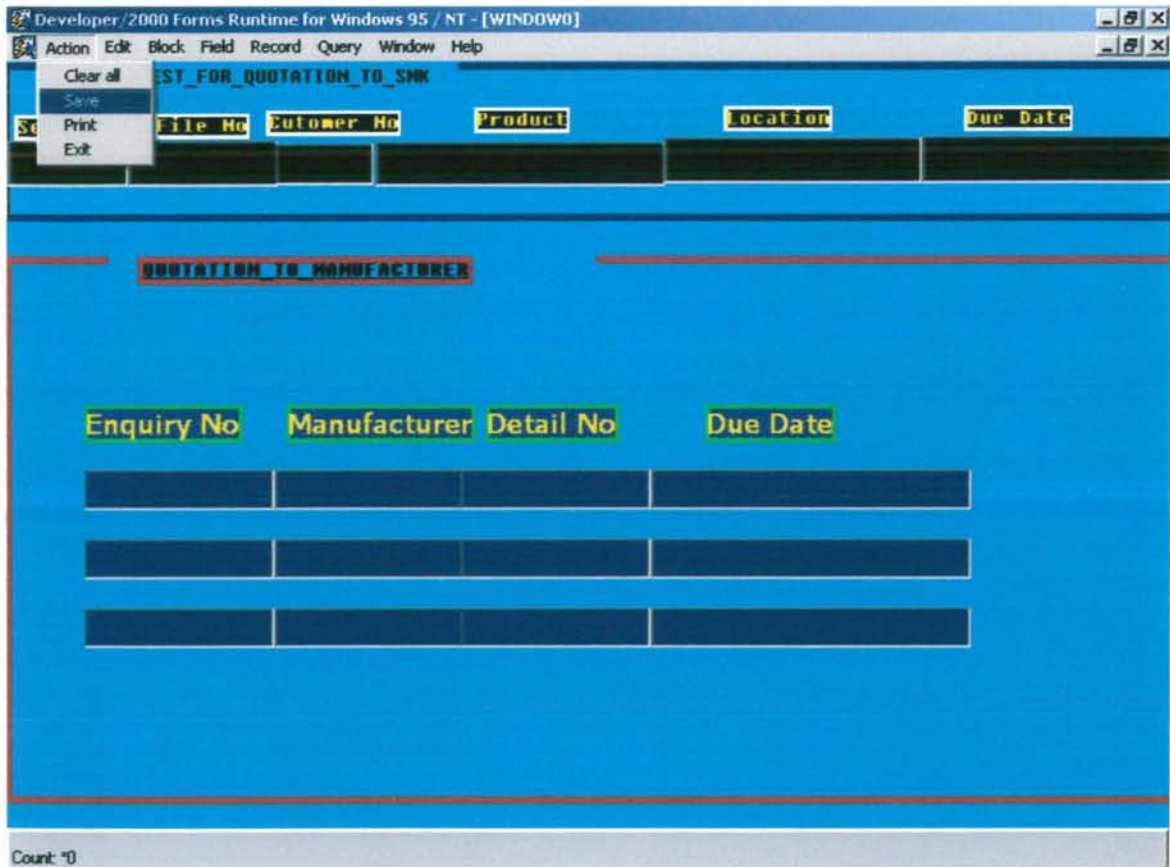 Developer/2000 Forms Runtime for Windows 95 / NT - [WINDOW0]
Action Edit Block Field Record Query Window Help
Clear all
EST_FOR_QUOTATION_TO_SMK
Save
Print
Exit
Se File No Cutomer No Product Location Due Date
QUOTATION_TO_MANUFACTURER
Enquiry No Manufacturer Detail No Due Date
Count: *0